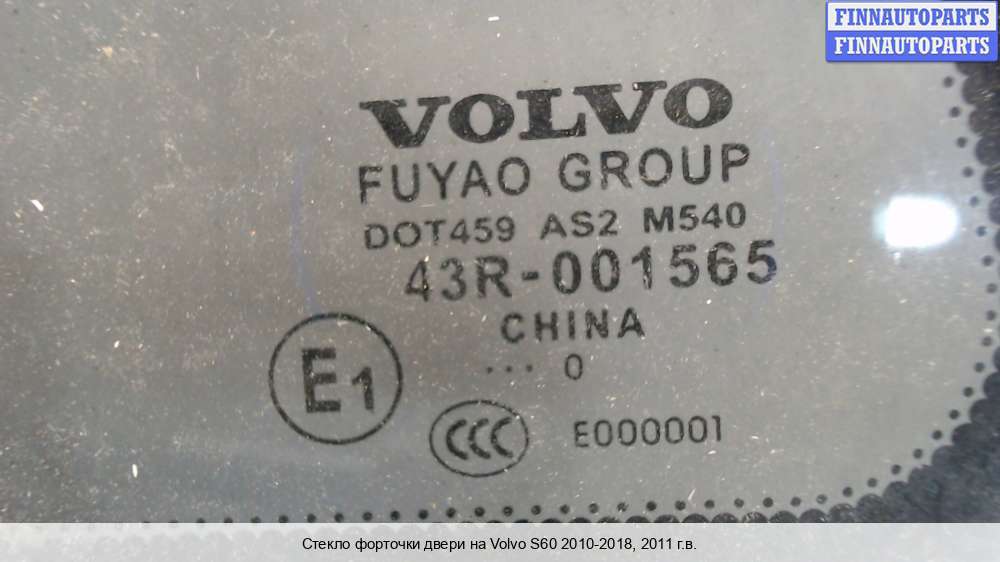 FINNAUTOPARTS
FINNAUTOPARTS
VOLVO
FUYAO GROUP
DOT459 AS2 M540
43R-001565
CHINA
... 0
E1
CCC E000001
Стекло форточки двери на Volvo S60 2010-2018, 2011 г.в.